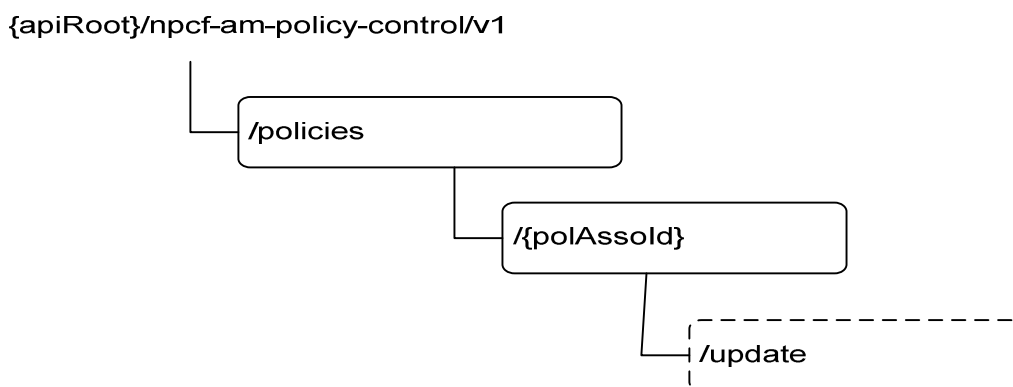 {apiRoot}/npcf-am-policy-control/v1
/policies
/{polAssoId}
/update